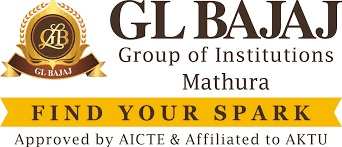 GL BAJAJ
Group of Institutions
Mathura
GL BAJAJ
FIND YOUR SPARK
Approved by AICTE & Affiliated to AKTU